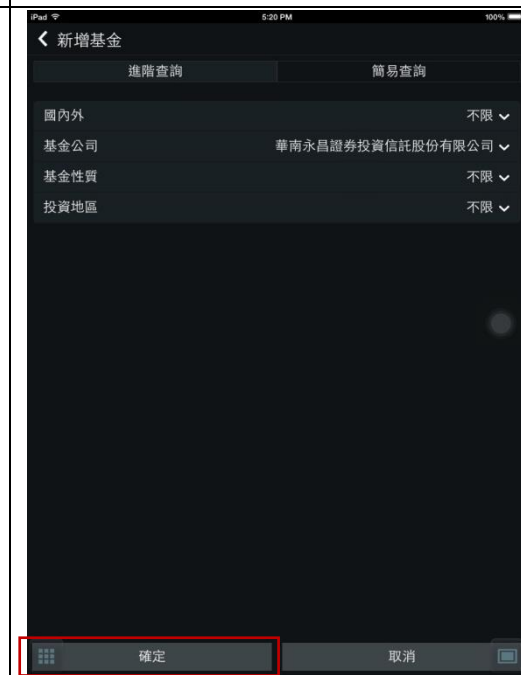 iPad 5:20 PM 100%
新增基金
進階查詢 簡易查詢
國內外 不限
基金公司 華南永昌證券投資信託股份有限公司
基金性質 不限
投資地區 不限
確定 取消